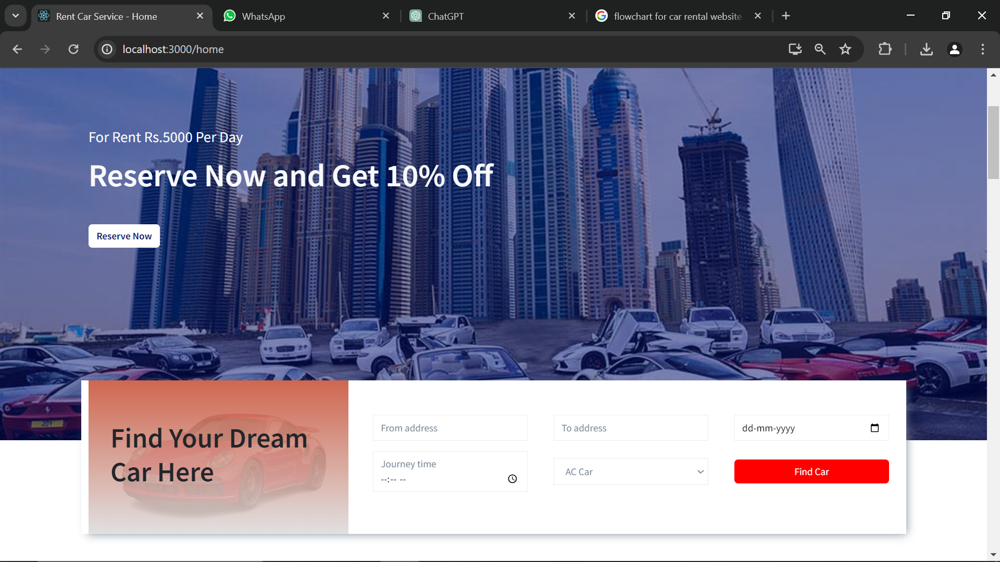 Rent Car Service - Home
WhatsApp
ChatGPT
flowchart for car rental website
localhost:3000/home
For Rent Rs.5000 Per Day
Reserve Now and Get 10% Off
Reserve Now
Find Your Dream
Car Here
From address
To address
dd-mm-yyyy
Journey time
--:-- --
AC Car
Find Car